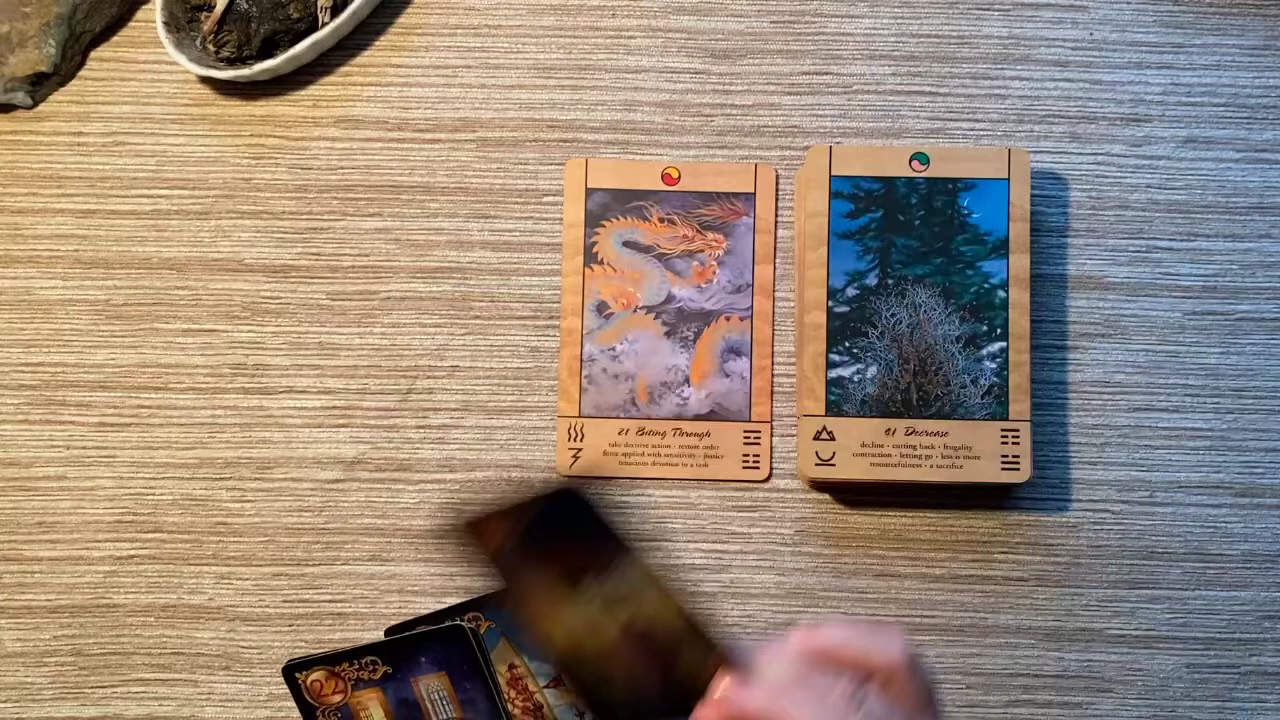 21 Biting Through
take decisive action • restore order
force applied with sensitivity • justice
tenacious devotion to a task
41 Decrease
decline • cutting back • frugality
contraction • letting go • less is more
resourcefulness • a sacrifice
22